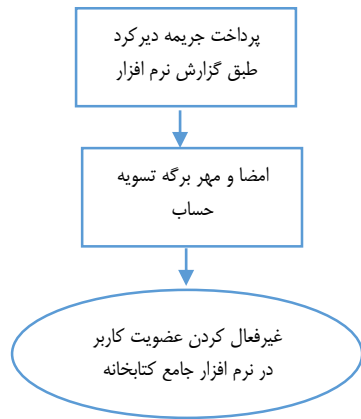 پرداخت جریمه دیرکرد
طبق گزارش نرم افزار
امضا و مهر برگه تسویه
حساب
غیرفعال کردن عضویت کاربر
در نرم افزار جامع کتابخانه